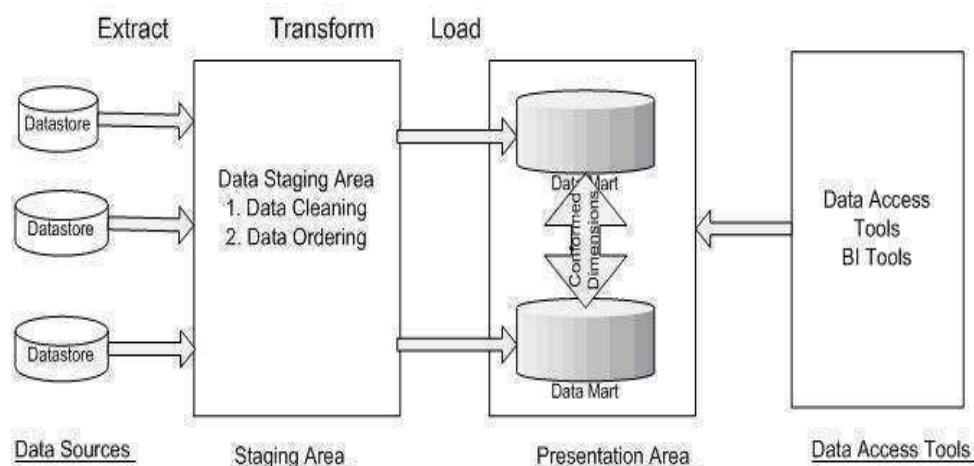 Extract
Transform
Load
Datastore
Datastore
Datastore
Data Staging Area
1. Data Cleaning
2. Data Ordering
Data Mart
Conformed
Dimensions
Data Mart
Data Access
Tools
BI Tools
Data Sources
Staging Area
Presentation Area
Data Access Tools